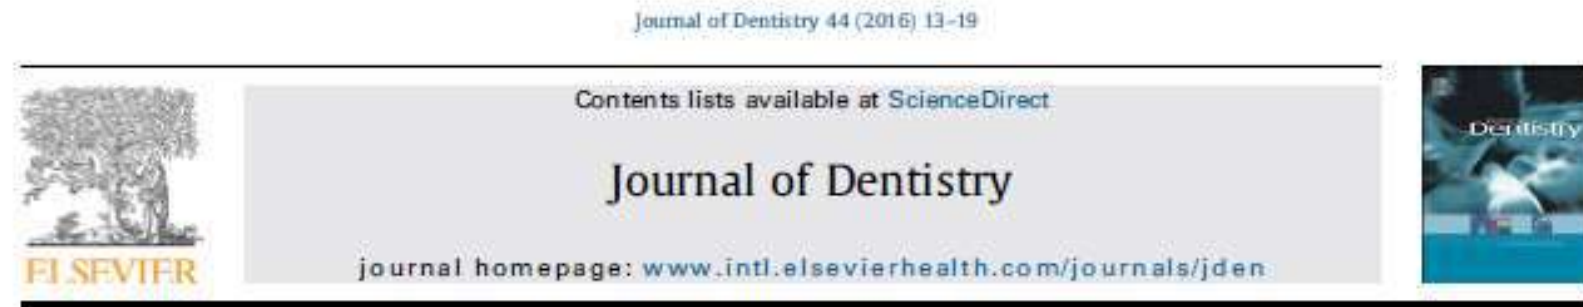 Journal of Dentistry 44 (2016) 13–19
Contents lists available at ScienceDirect
Journal of Dentistry
journal homepage: www.intl.elsevierhealth.com/journals/jden
ELSEVIER
Dentistry